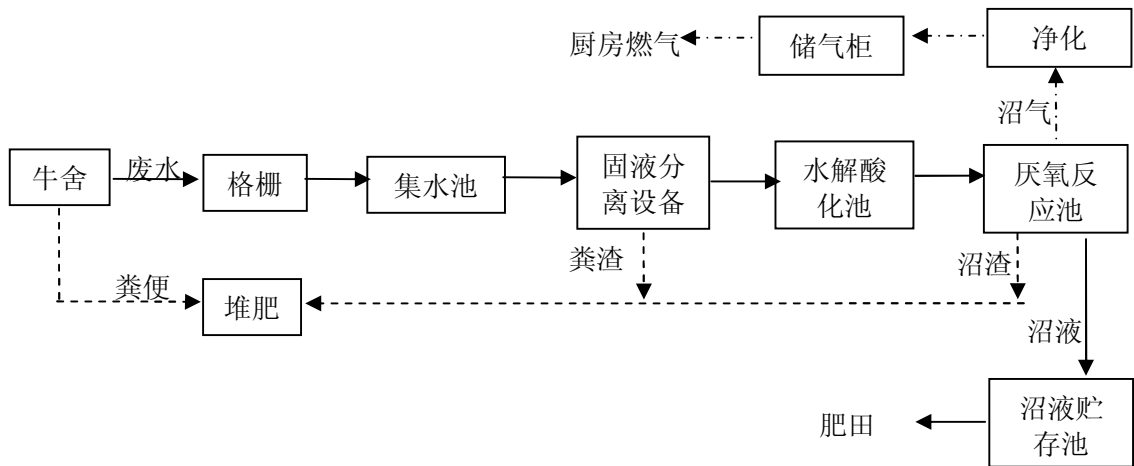 厨房燃气
储气柜
净化
沼气
牛舍
废水
格栅
集水池
固液分
离设备
水解酸
化池
厌氧反
应池
粪便
堆肥
粪渣
沼渣
沼液
肥田
沼液贮
存池